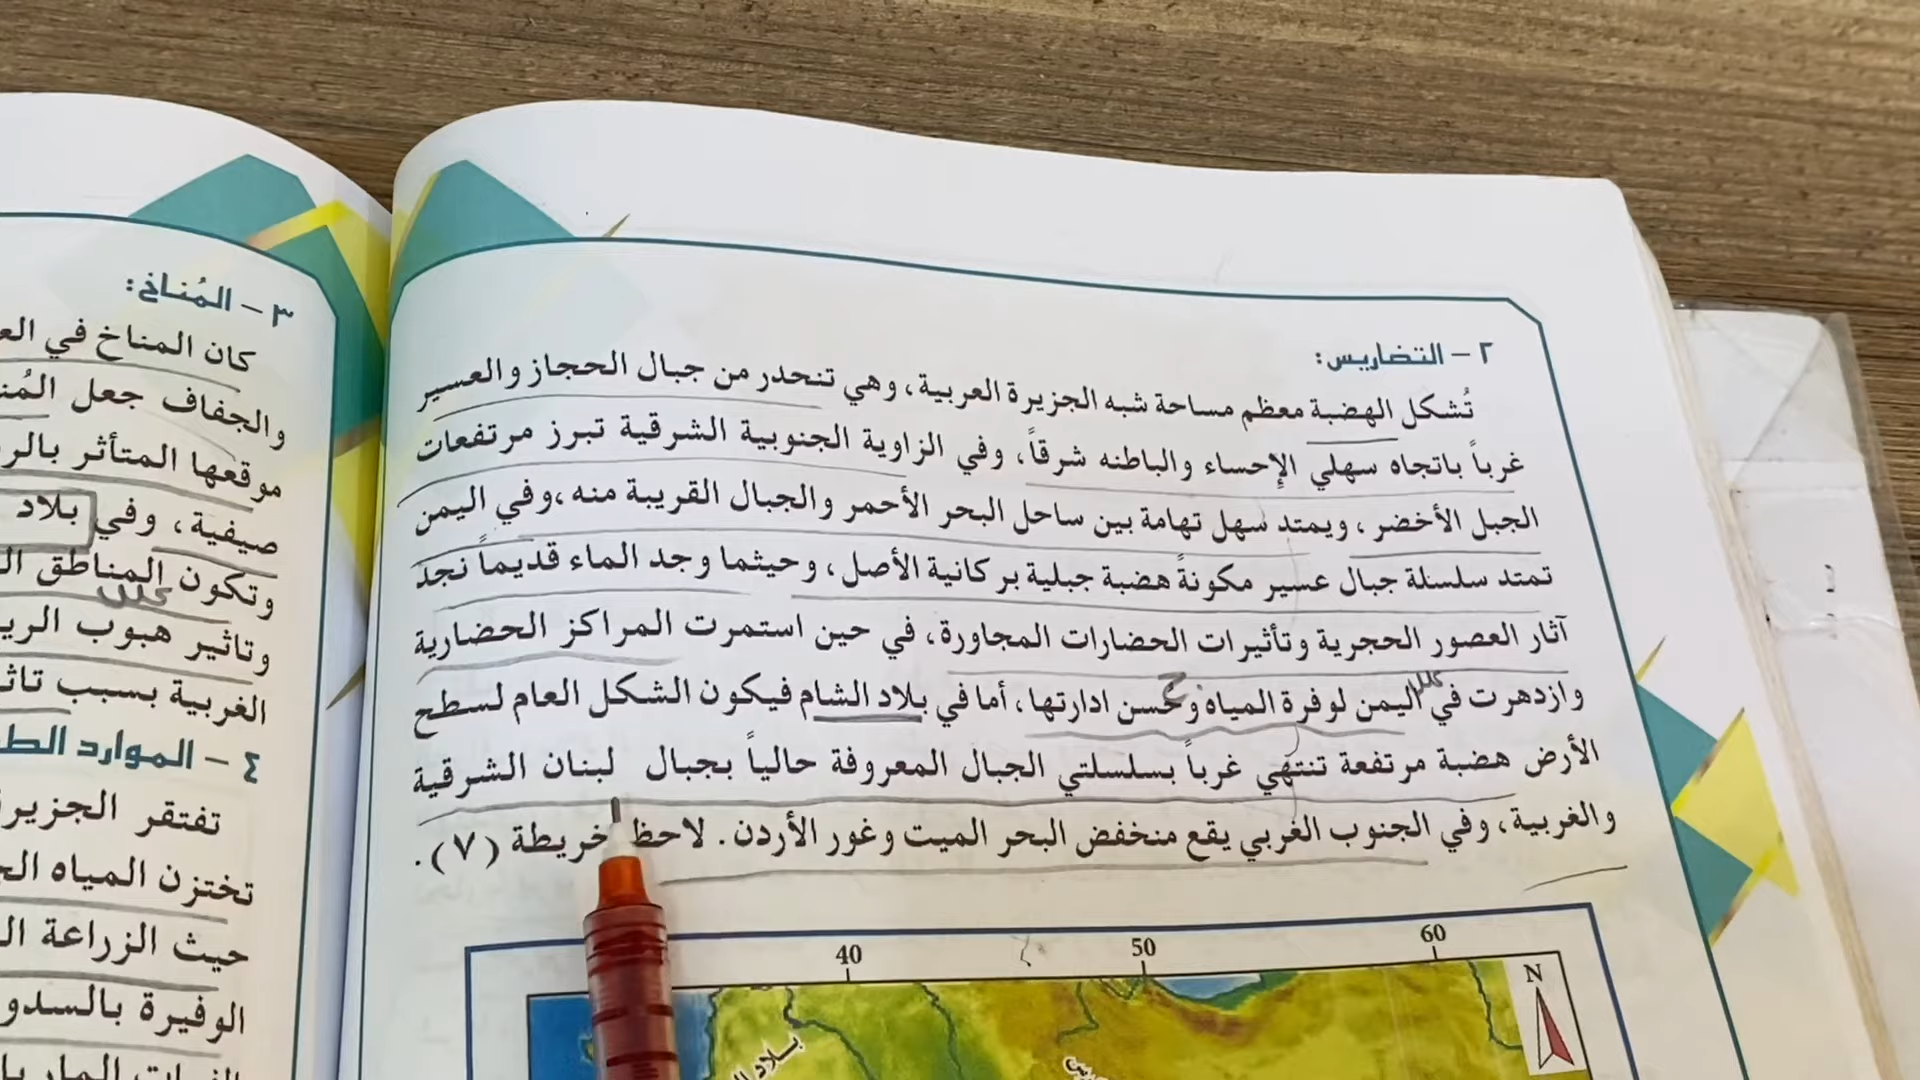 ٢ – التضاريس:
تُشكل الهضبة معظم مساحة شبه الجزيرة العربية، وهي تنحدر من جبال الحجاز والعسير
غرباً باتجاه سهلي الإحساء والباطنه شرقاً، وفي الزاوية الجنوبية الشرقية تبرز مرتفعات
الجبل الأخضر، ويمتد سهل تهامة بين ساحل البحر الأحمر والجبال القريبة منه ،وفي اليمن
تمتد سلسلة جبال عسير مكونةً هضبة جبلية بركانية الأصل، وحيثما وجد الماء قديماً نجد
آثار العصور الحجرية وتأثيرات الحضارات المجاورة، في حين استمرت المراكز الحضارية
وازدهرت في اليمن لوفرة المياه وحسن ادارتها، أما في بلاد الشام فيكون الشكل العام لسطح
الأرض هضبة مرتفعة تنتهي غرباً بسلسلتي الجبال المعروفة حالياً بجبال لبنان الشرقية
والغربية، وفي الجنوب الغربي يقع منخفض البحر الميت وغور الأردن. لاحظ خريطة (٧).
40 50 60
N
بلاد
٣ – المُناخ:
كان المناخ في
والجفاف جعل
موقعها المتأثر
صيفية، وفي بلاد
وتكون المناطق
وتاثير هبوب
الغربية بسبب
٤ – الموارد
تفتقر
تختزن المياه
حيث الزراعة
الوفيرة بالسدو